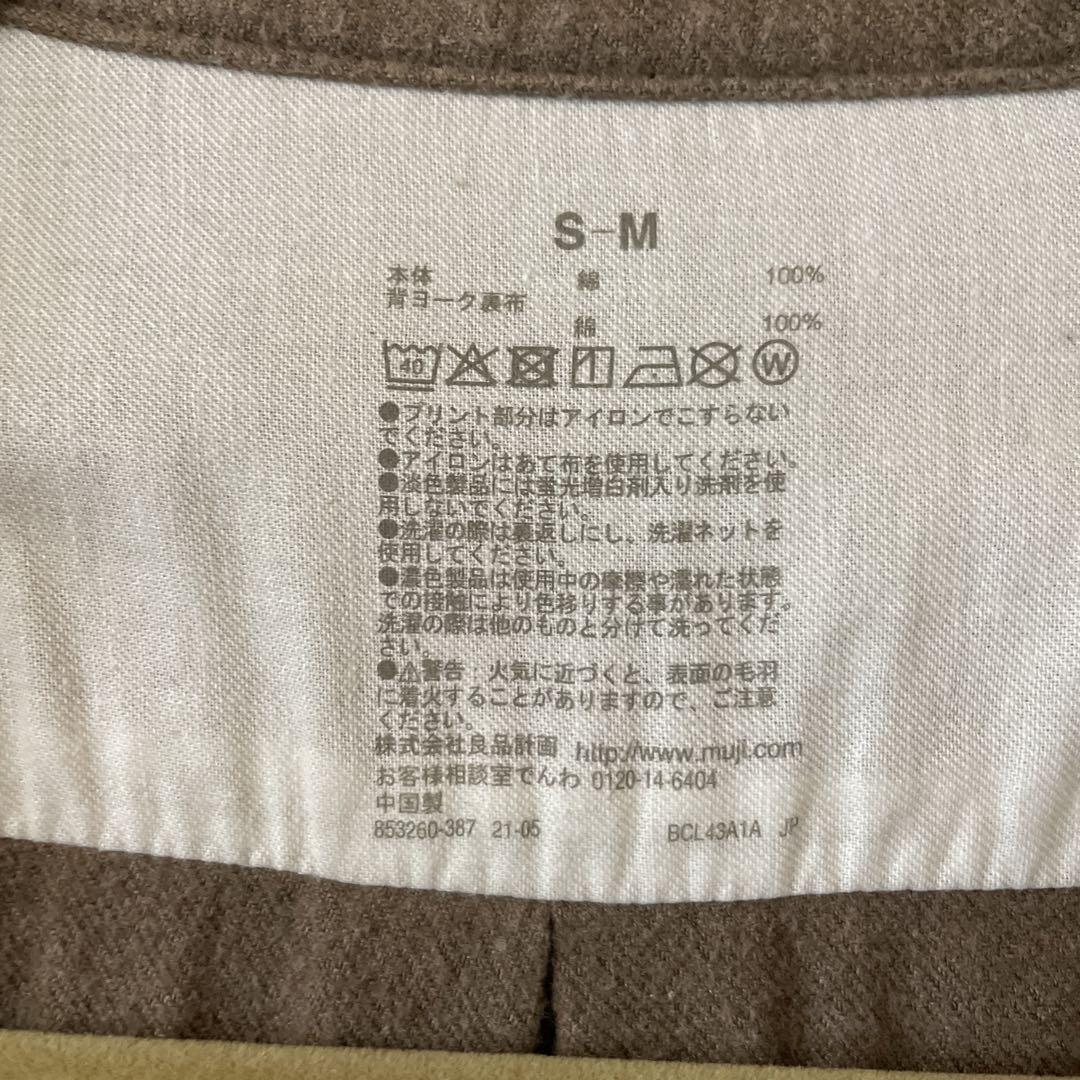 S-M
本体 綿 100%
背ヨーク裏布
綿 100%
40 W
●プリント部分はアイロンでこすらない
でください。
●アイロンはあて布を使用してください。
●淡色製品には蛍光増白剤入り洗剤を使
用しないでください。
●洗濯の際は裏返しにし、洗濯ネットを
使用してください。
●濃色製品は使用中の摩擦や濡れた状態
での接触により色移りする事があります。
洗濯の際は他のものと分けて洗ってくだ
さい。
●⚠警告：火気に近づくと、表面の毛羽
に着火することがありますので、ご注意
ください。
株式会社良品計画 http://www.muji.com
お客様相談室でんわ 0120-14-6404
中国製
853260-387 21-05 BCL43A1A JP